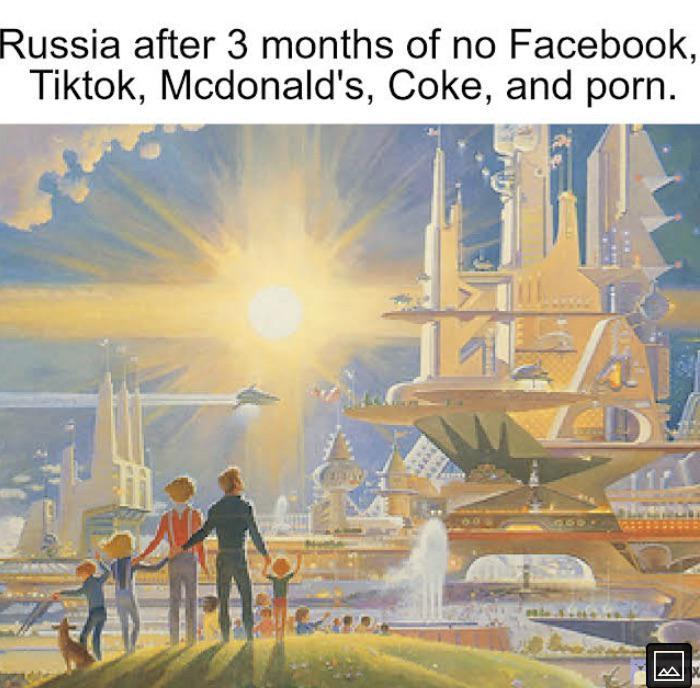 Russia after 3 months of no Facebook,
Tiktok, Mcdonald's, Coke, and porn.